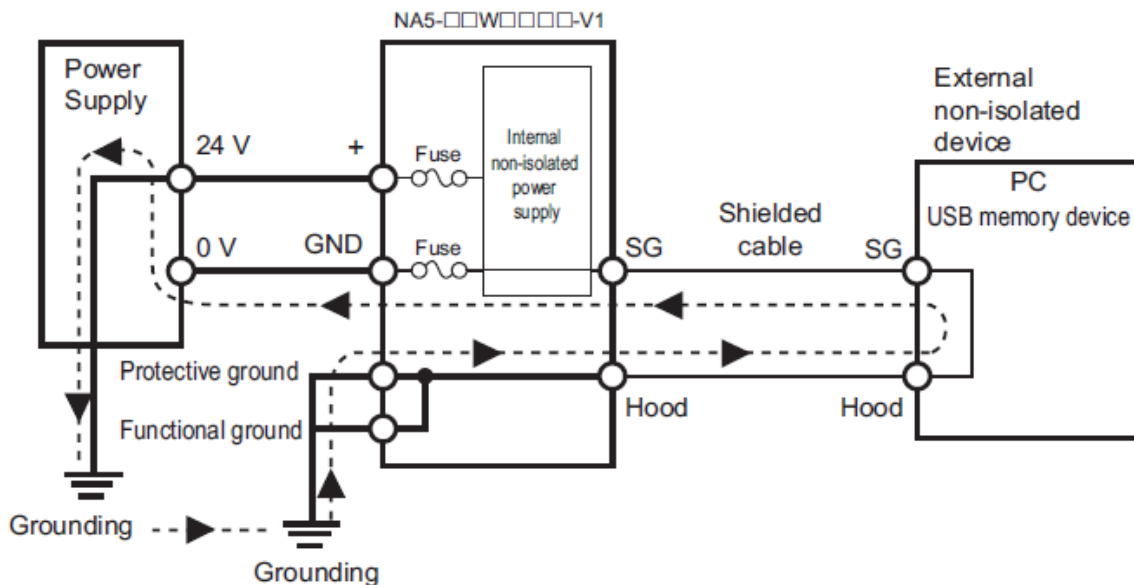 NA5-□□W□□□□-V1
Power
Supply
24 V
+
Fuse
Internal
non-isolated
power
supply
External
non-isolated
device
PC
USB memory device
0 V
GND
Fuse
SG
Shielded
cable
SG
Protective ground
Functional ground
Hood
Hood
Grounding
Grounding